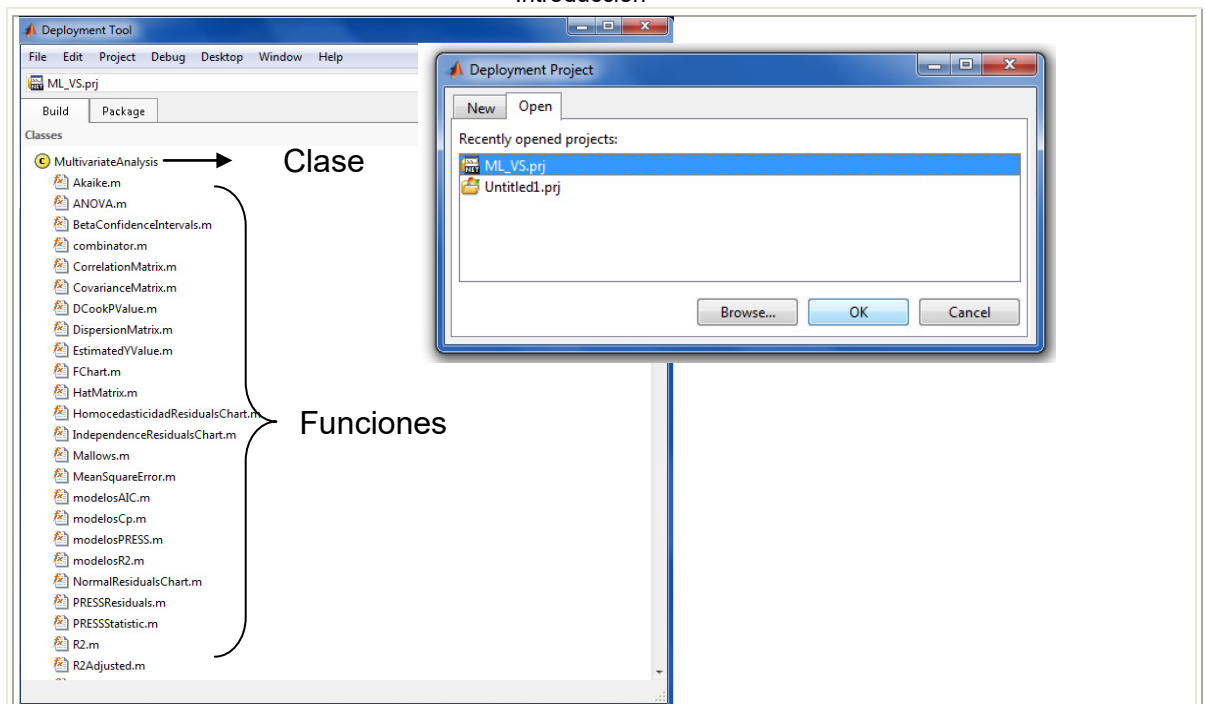 Introducción
Deployment Tool
File Edit Project Debug Desktop Window Help
ML_VS.prj
Build Package
Classes
MultivariateAnalysis
Clase
Akaike.m
ANOVA.m
BetaConfidenceIntervals.m
combinator.m
CorrelationMatrix.m
CovarianceMatrix.m
DCookPValue.m
DispersionMatrix.m
EstimatedYValue.m
FChart.m
HatMatrix.m
HomocedasticidadResidualsChart.m
IndependenceResidualsChart.m
Mallows.m
MeanSquareError.m
modelosAIC.m
modelosCp.m
modelosPRESS.m
modelosR2.m
NormalResidualsChart.m
PRESSResiduals.m
PRESSStatistic.m
R2.m
R2Adjusted.m
Funciones
Deployment Project
New Open
Recently opened projects:
ML_VS.prj
Untitled1.prj
Browse... OK Cancel